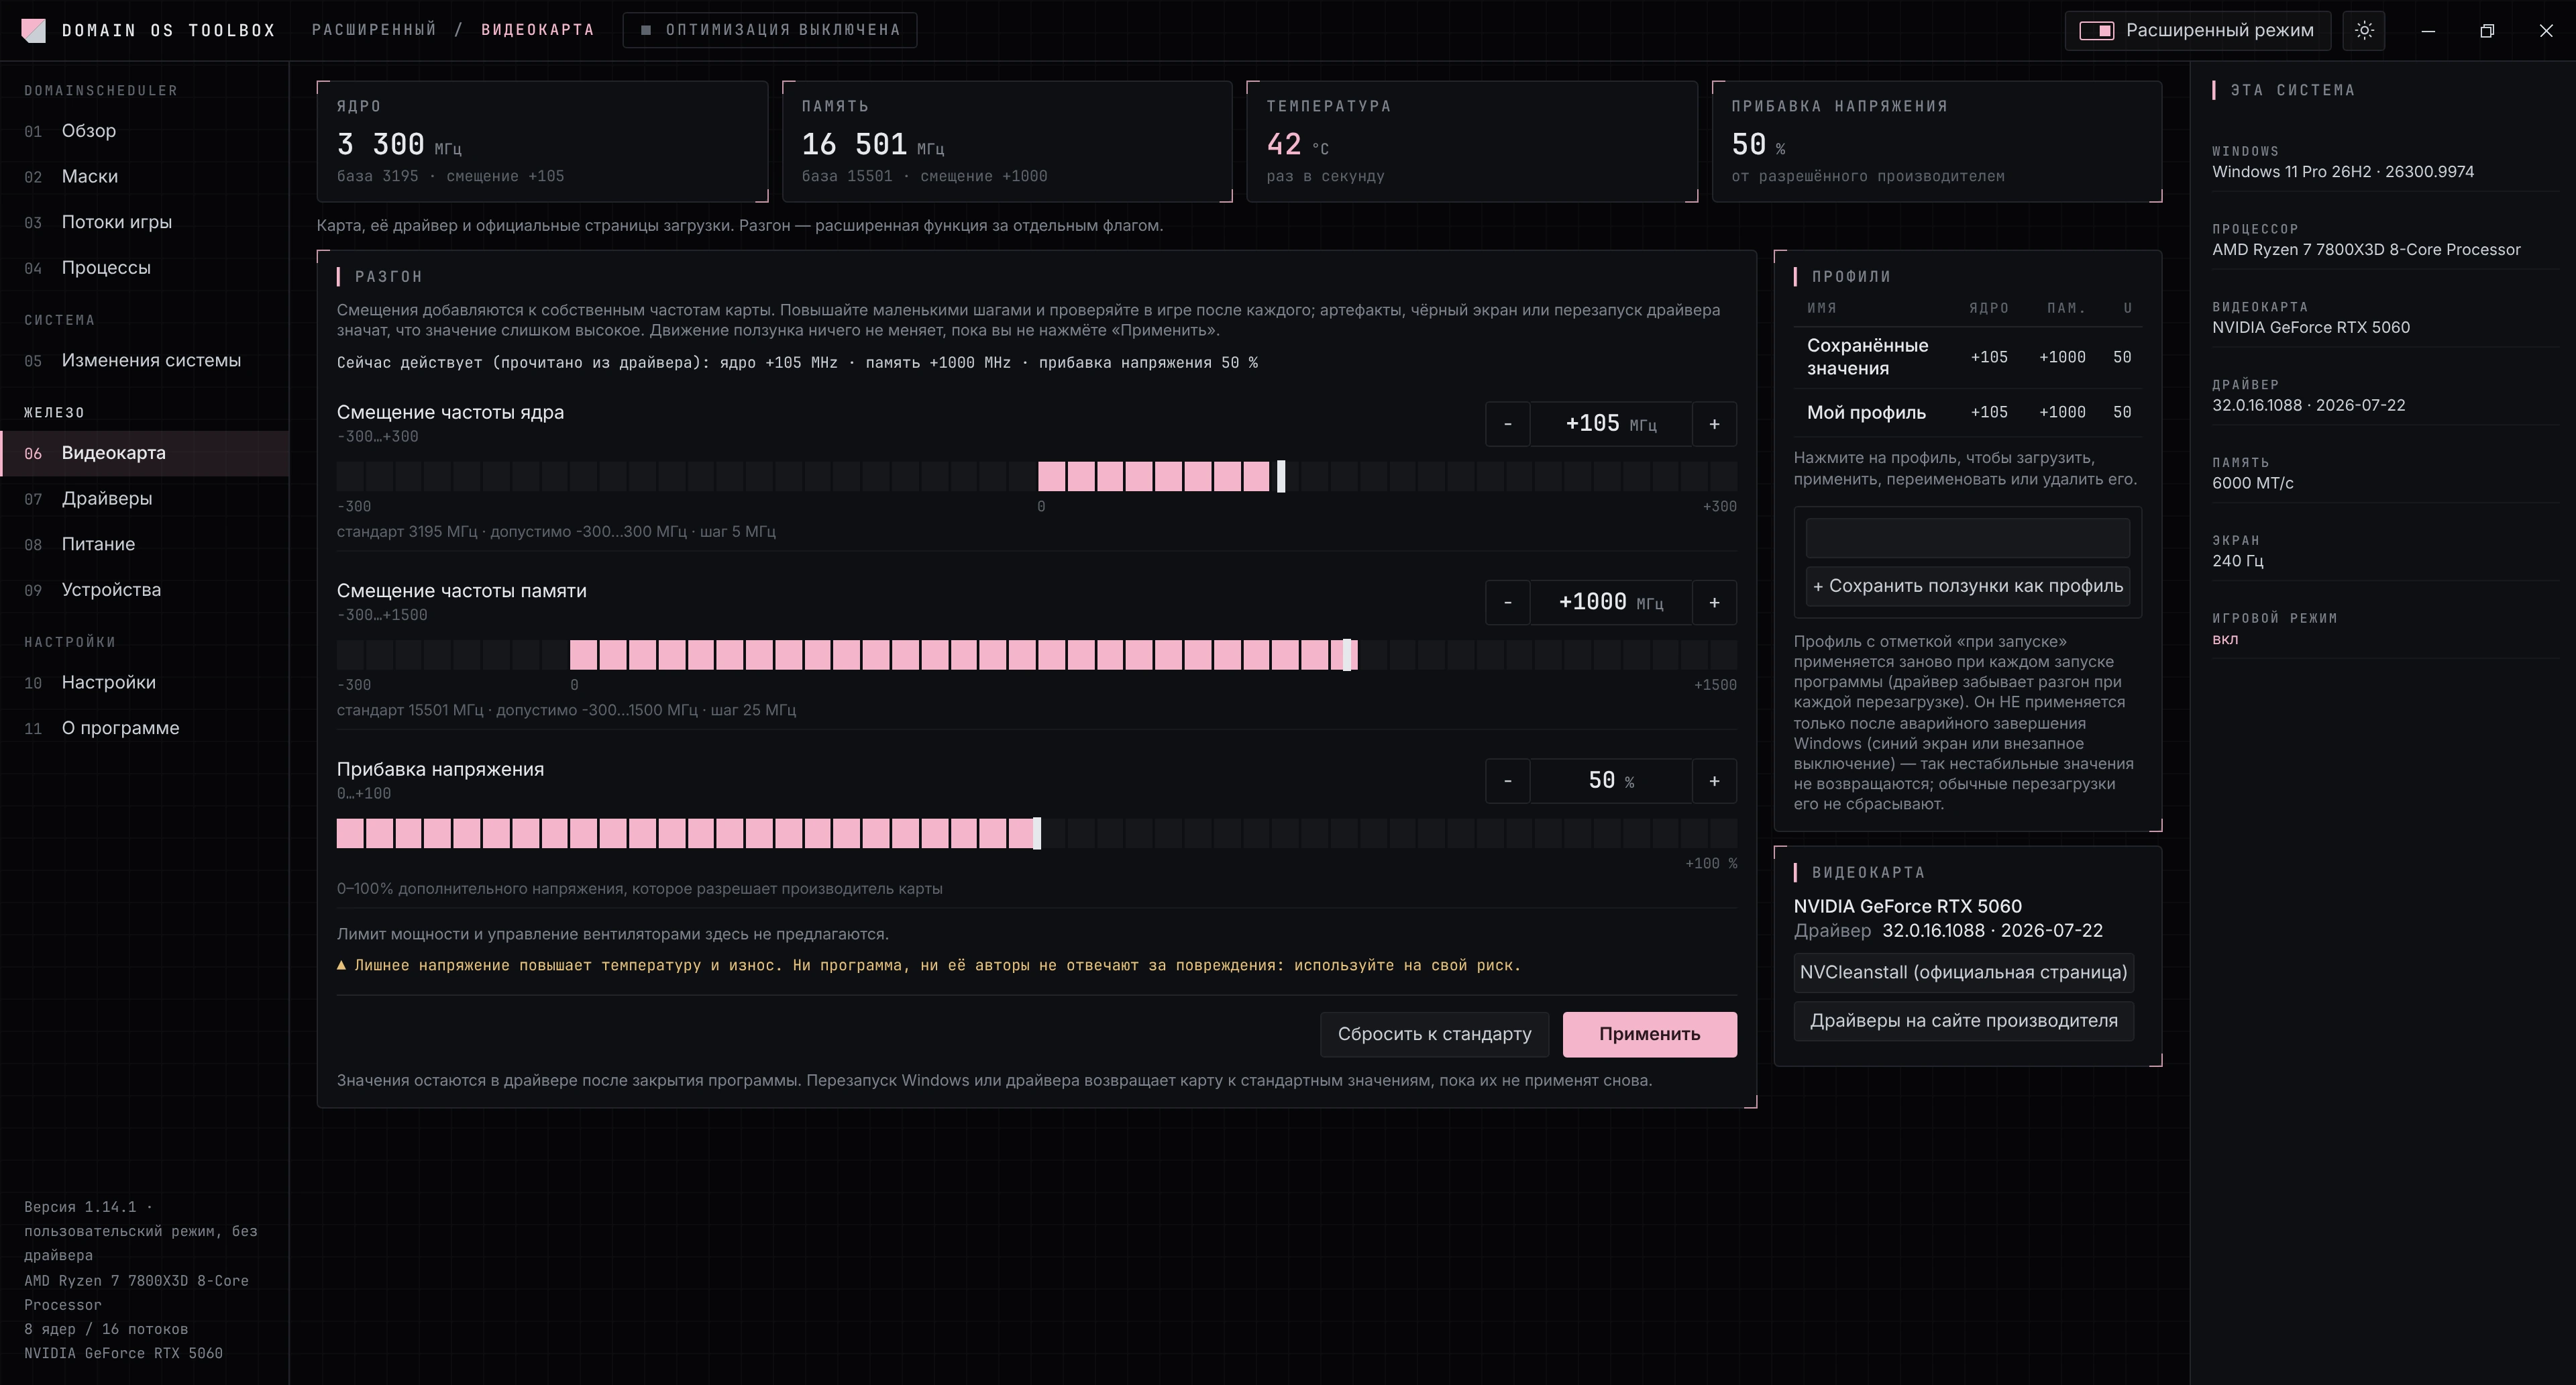 DOMAIN OS TOOLBOX
РАСШИРЕННЫЙ / ВИДЕОКАРТА
ОПТИМИЗАЦИЯ ВЫКЛЮЧЕНА
Расширенный режим
DOMAINSCHEDULER
01 Обзор
02 Маски
03 Потоки игры
04 Процессы
СИСТЕМА
05 Изменения системы
ЖЕЛЕЗО
06 Видеокарта
07 Драйверы
08 Питание
09 Устройства
НАСТРОЙКИ
10 Настройки
11 О программе
Версия 1.14.1 ·
пользовательский режим, без
драйвера
AMD Ryzen 7 7800X3D 8-Core
Processor
8 ядер / 16 потоков
NVIDIA GeForce RTX 5060
ЯДРО
3 300 МГц
база 3195 · смещение +105
ПАМЯТЬ
16 501 МГц
база 15501 · смещение +1000
ТЕМПЕРАТУРА
42 °C
раз в секунду
ПРИБАВКА НАПРЯЖЕНИЯ
50 %
от разрешённого производителем
Карта, её драйвер и официальные страницы загрузки. Разгон — расширенная функция за отдельным флагом.
РАЗГОН
Смещения добавляются к собственным частотам карты. Повышайте маленькими шагами и проверяйте в игре после каждого; артефакты, чёрный экран или перезапуск драйвера
значат, что значение слишком высокое. Движение ползунка ничего не меняет, пока вы не нажмёте «Применить».
Сейчас действует (прочитано из драйвера): ядро +105 MHz · память +1000 MHz · прибавка напряжения 50 %
Смещение частоты ядра
-300…+300
- +105 МГц +
-300 0 +300
стандарт 3195 МГц · допустимо -300…300 МГц · шаг 5 МГц
Смещение частоты памяти
-300…+1500
- +1000 МГц +
-300 0 +1500
стандарт 15501 МГц · допустимо -300…1500 МГц · шаг 25 МГц
Прибавка напряжения
0…+100
- 50 % +
+100 %
0–100% дополнительного напряжения, которое разрешает производитель карты
Лимит мощности и управление вентиляторами здесь не предлагаются.
▲ Лишнее напряжение повышает температуру и износ. Ни программа, ни её авторы не отвечают за повреждения: используйте на свой риск.
Сбросить к стандарту
Применить
Значения остаются в драйвере после закрытия программы. Перезапуск Windows или драйвера возвращает карту к стандартным значениям, пока их не применят снова.
ПРОФИЛИ
ИМЯ ЯДРО ПАМ. U
Сохранённые
значения +105 +1000 50
Мой профиль +105 +1000 50
Нажмите на профиль, чтобы загрузить,
применить, переименовать или удалить его.
+ Сохранить ползунки как профиль
Профиль с отметкой «при запуске»
применяется заново при каждом запуске
программы (драйвер забывает разгон при
каждой перезагрузке). Он НЕ применяется
только после аварийного завершения
Windows (синий экран или внезапное
выключение) — так нестабильные значения
не возвращаются; обычные перезагрузки
его не сбрасывают.
ВИДЕОКАРТА
NVIDIA GeForce RTX 5060
Драйвер 32.0.16.1088 · 2026-07-22
NVCleanstall (официальная страница)
Драйверы на сайте производителя
ЭТА СИСТЕМА
WINDOWS
Windows 11 Pro 26H2 · 26300.9974
ПРОЦЕССОР
AMD Ryzen 7 7800X3D 8-Core Processor
ВИДЕОКАРТА
NVIDIA GeForce RTX 5060
ДРАЙВЕР
32.0.16.1088 · 2026-07-22
ПАМЯТЬ
6000 МТ/с
ЭКРАН
240 Гц
ИГРОВОЙ РЕЖИМ
вкл